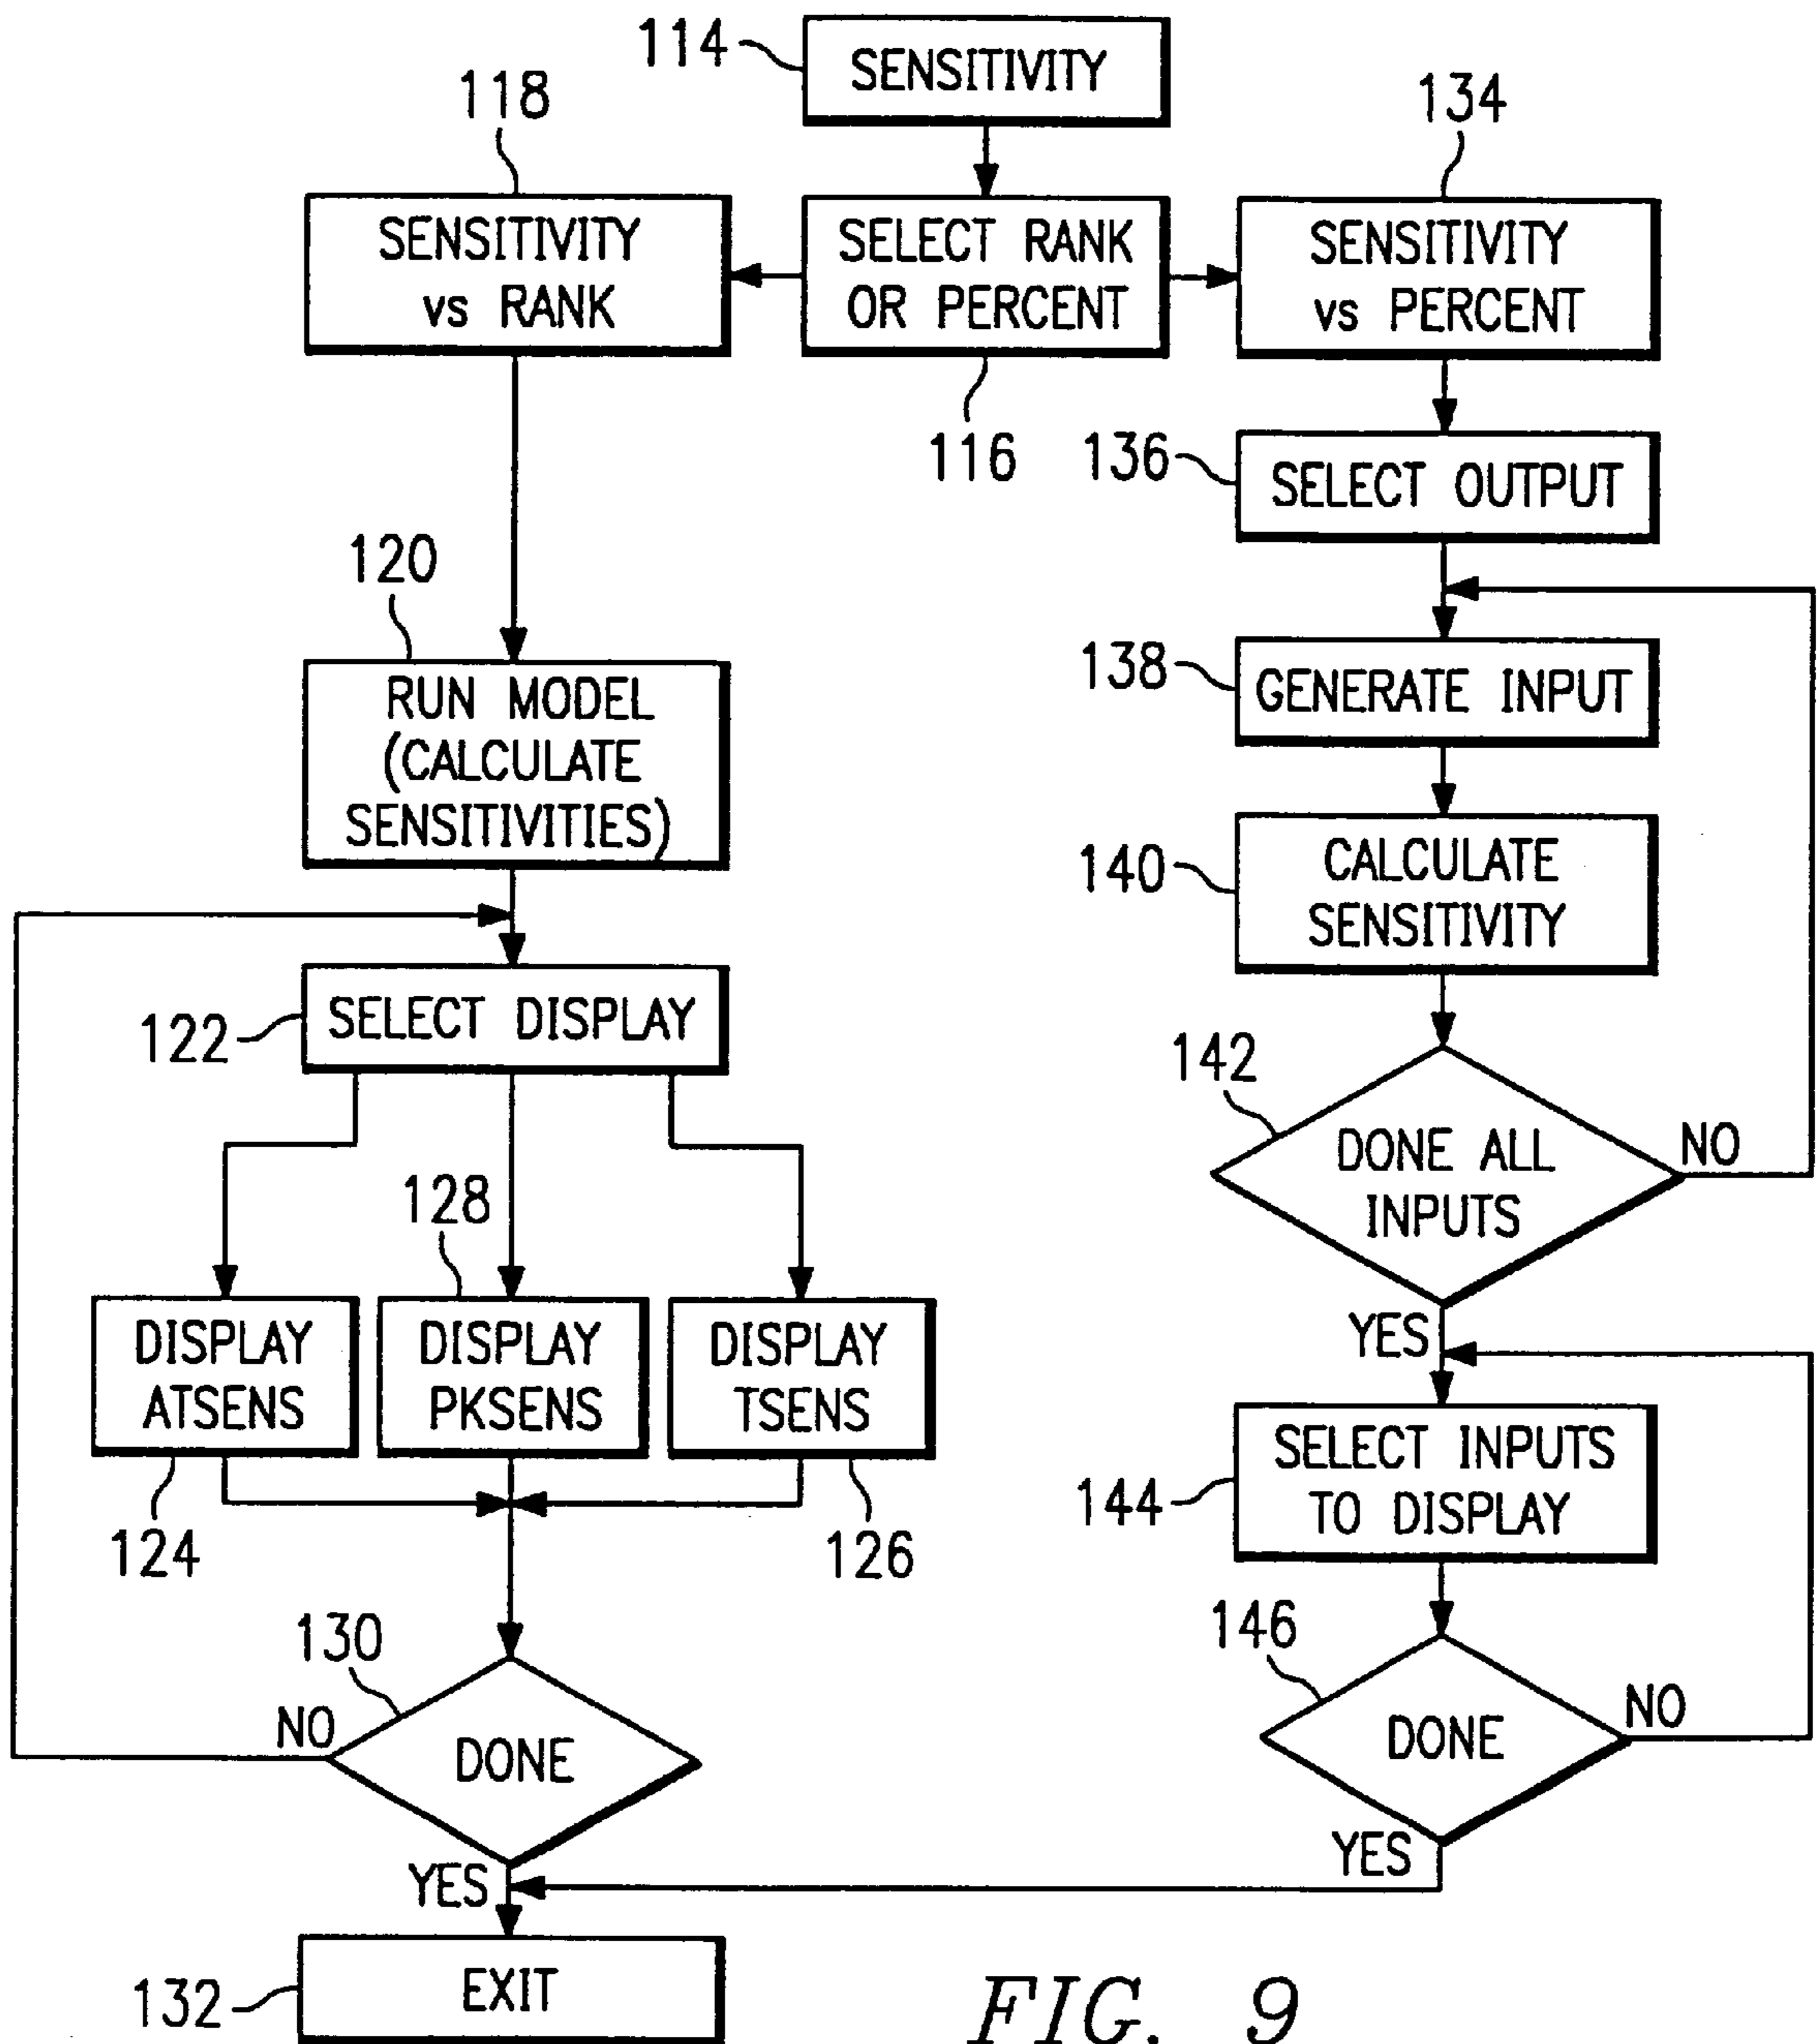 114
SENSITIVITY
118
134
SENSITIVITY
vs RANK
SELECT RANK
OR PERCENT
SENSITIVITY
vs PERCENT
116
136
SELECT OUTPUT
120
138
GENERATE INPUT
RUN MODEL
(CALCULATE
SENSITIVITIES)
140
CALCULATE
SENSITIVITY
122
SELECT DISPLAY
142
DONE ALL
INPUTS
NO
128
YES
DISPLAY
ATSENS
DISPLAY
PKSENS
DISPLAY
TSENS
124
126
144
SELECT INPUTS
TO DISPLAY
130
146
NO
DONE
DONE
NO
YES
YES
132
EXIT
FIG. 9